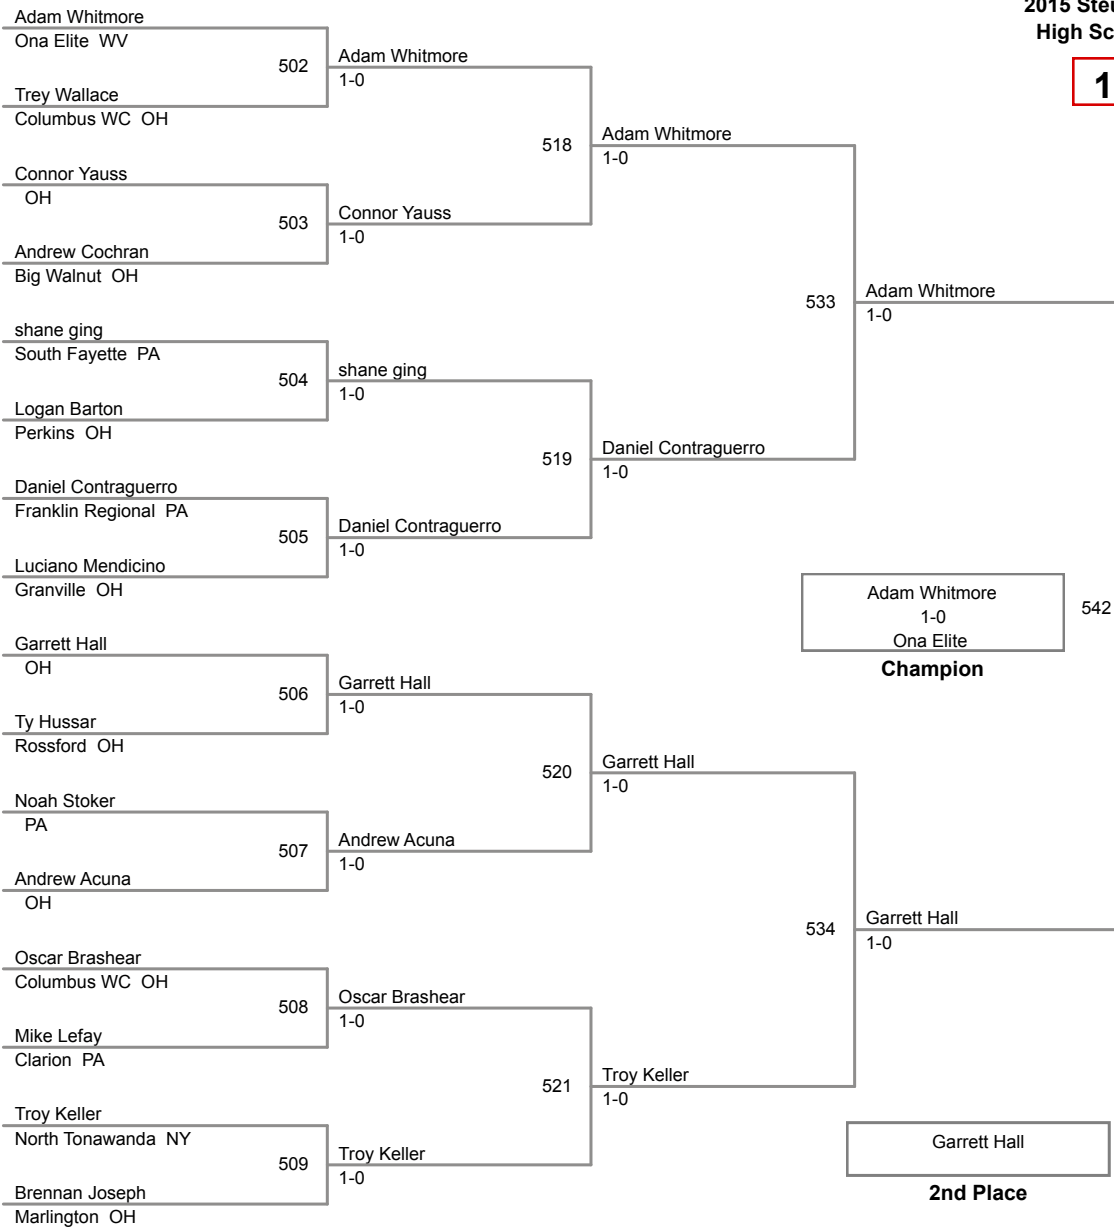 2015 Steu
High Sc
1
Adam Whitmore
Ona Elite WV
502
Trey Wallace
Columbus WC OH
Adam Whitmore
1-0
Connor Yauss
OH
503
Andrew Cochran
Big Walnut OH
Connor Yauss
1-0
518
Adam Whitmore
1-0
shane ging
South Fayette PA
504
Logan Barton
Perkins OH
shane ging
1-0
Daniel Contraguerro
Franklin Regional PA
505
Luciano Mendicino
Granville OH
Daniel Contraguerro
1-0
519
Daniel Contraguerro
1-0
533
Adam Whitmore
1-0
Adam Whitmore
1-0
Ona Elite
Champion
542
Garrett Hall
OH
506
Ty Hussar
Rossford OH
Garrett Hall
1-0
Noah Stoker
PA
507
Andrew Acuna
OH
Andrew Acuna
1-0
520
Garrett Hall
1-0
Oscar Brashear
Columbus WC OH
508
Mike Lefay
Clarion PA
Oscar Brashear
1-0
Troy Keller
North Tonawanda NY
509
Brennan Joseph
Marlington OH
Troy Keller
1-0
521
Troy Keller
1-0
534
Garrett Hall
1-0
Garrett Hall
2nd Place